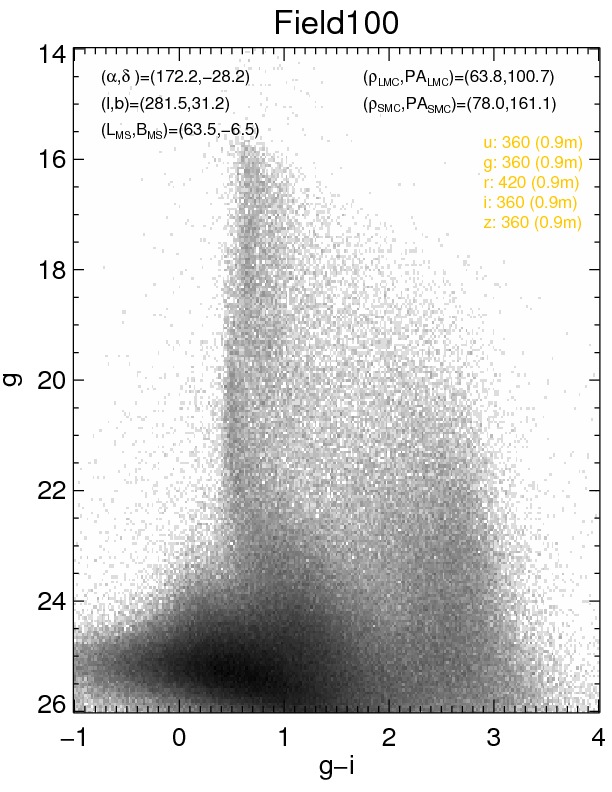 Field100
14
(α,δ )=(172.2,−28.2)
(ρLMC,PALMC)=(63.8,100.7)
(l,b)=(281.5,31.2)
(ρSMC,PASMC)=(78.0,161.1)
(LMS,BMS)=(63.5,−6.5)
u: 360 (0.9m)
16
g: 360 (0.9m)
r: 420 (0.9m)
i: 360 (0.9m)
z: 360 (0.9m)
18
g
20
22
24
26
−1 0 1 2 3 4
g−i